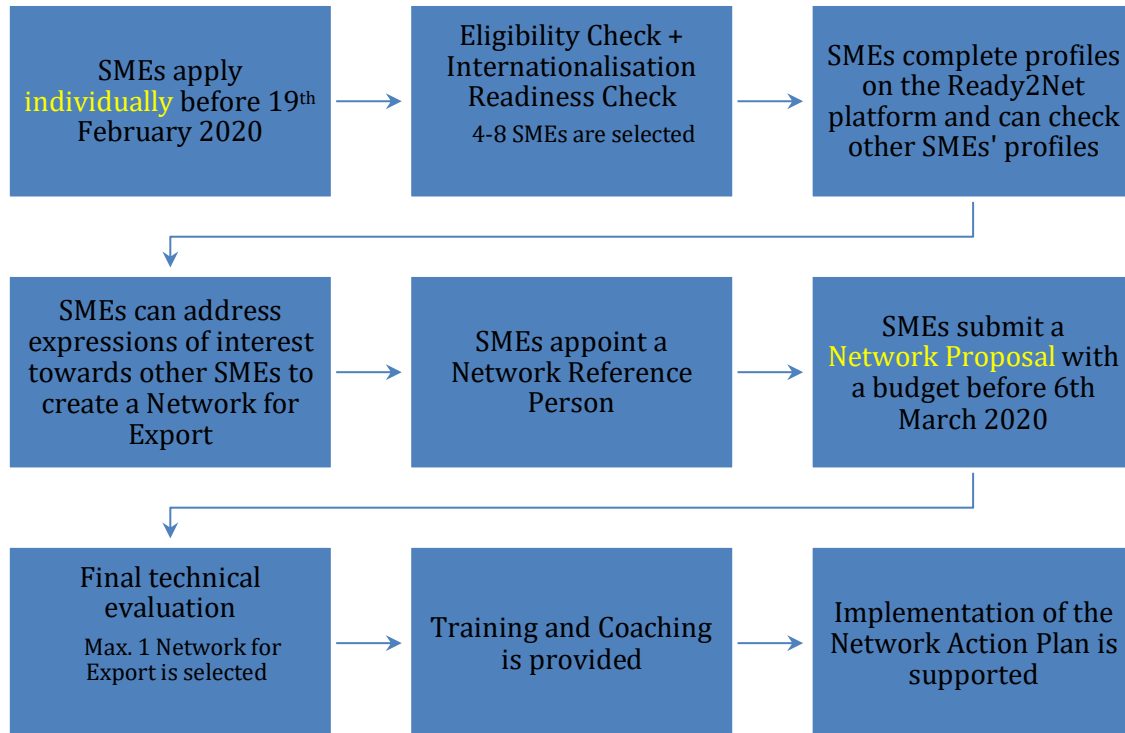 SMEs apply
individually before 19th
February 2020
Eligibility Check +
Internationalisation
Readiness Check
4-8 SMEs are selected
SMEs complete profiles
on the Ready2Net
platform and can check
other SMEs' profiles
SMEs can address
expressions of interest
towards other SMEs to
create a Network for
Export
SMEs appoint a
Network Reference
Person
SMEs submit a
Network Proposal with
a budget before 6th
March 2020
Final technical
evaluation
Max. 1 Network for
Export is selected
Training and Coaching
is provided
Implementation of the
Network Action Plan is
supported